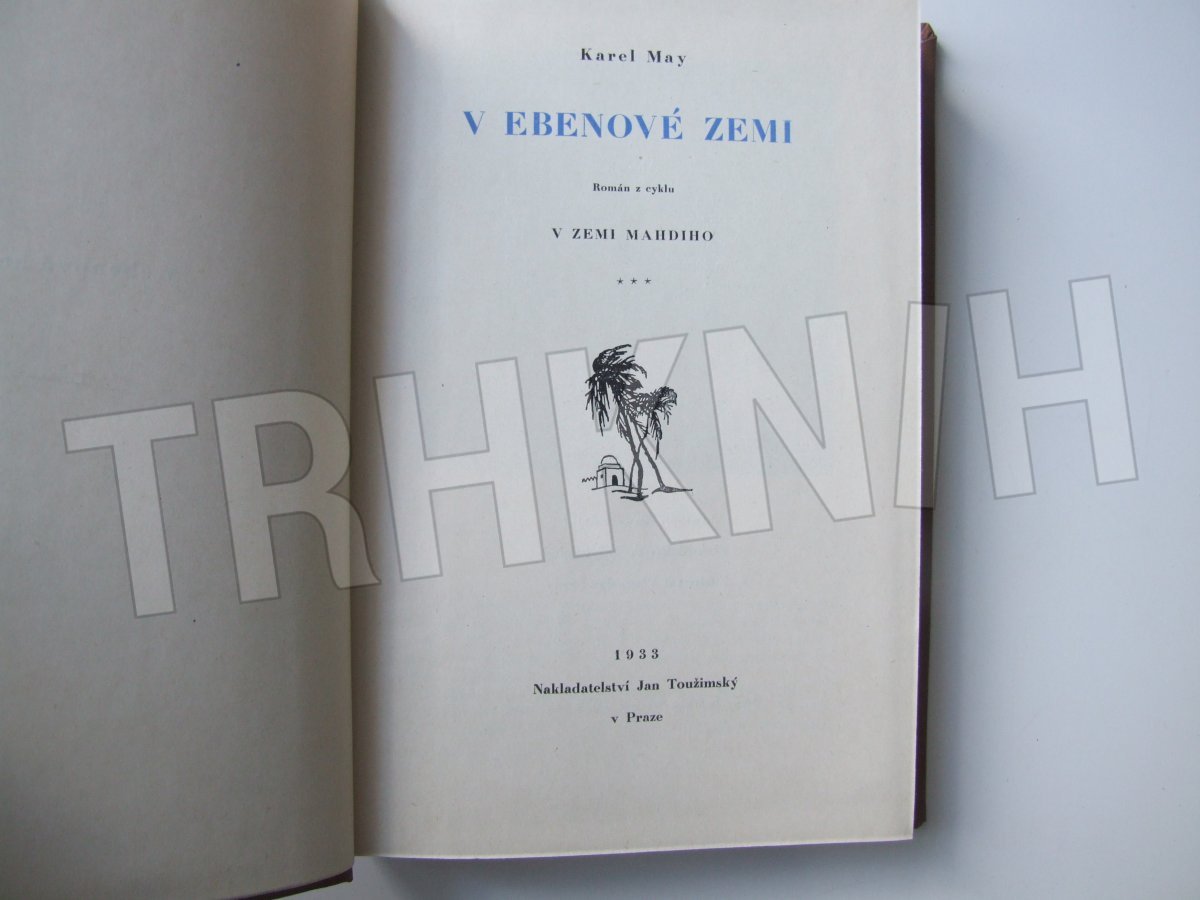 Karel May
V EBENOVÉ ZEMI
Román z cyklu
V ZEMI MAHDIHO
* * *
TRHKNIH
1933
Nakladatelství Jan Toužimský
v Praze